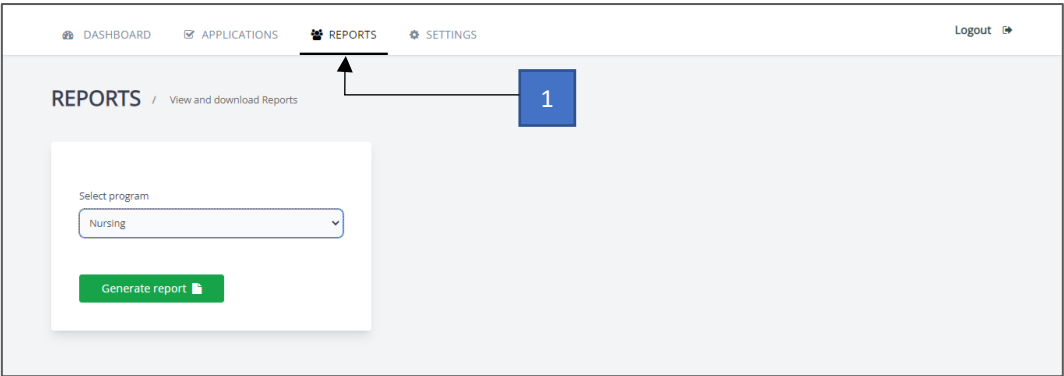 DASHBOARD APPLICATIONS REPORTS SETTINGS Logout
1
REPORTS / View and download Reports
Select program
Nursing
Generate report